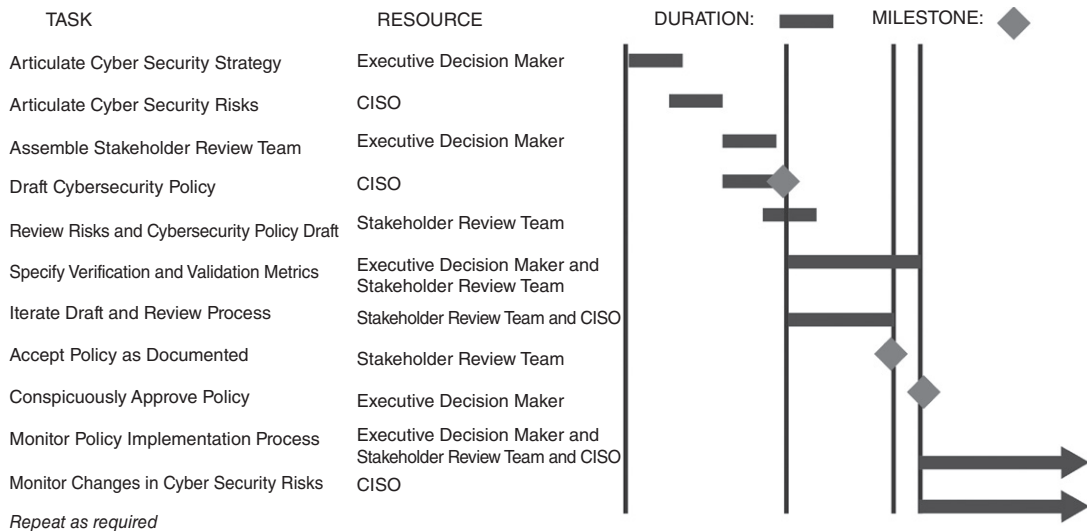 TASK RESOURCE DURATION: MILESTONE:
Articulate Cyber Security Strategy Executive Decision Maker
Articulate Cyber Security Risks CISO
Assemble Stakeholder Review Team Executive Decision Maker
Draft Cybersecurity Policy CISO
Review Risks and Cybersecurity Policy Draft Stakeholder Review Team
Specify Verification and Validation Metrics Executive Decision Maker and
Stakeholder Review Team
Iterate Draft and Review Process Stakeholder Review Team and CISO
Accept Policy as Documented Stakeholder Review Team
Conspicuously Approve Policy Executive Decision Maker
Monitor Policy Implementation Process Executive Decision Maker and
Stakeholder Review Team and CISO
Monitor Changes in Cyber Security Risks CISO
Repeat as required